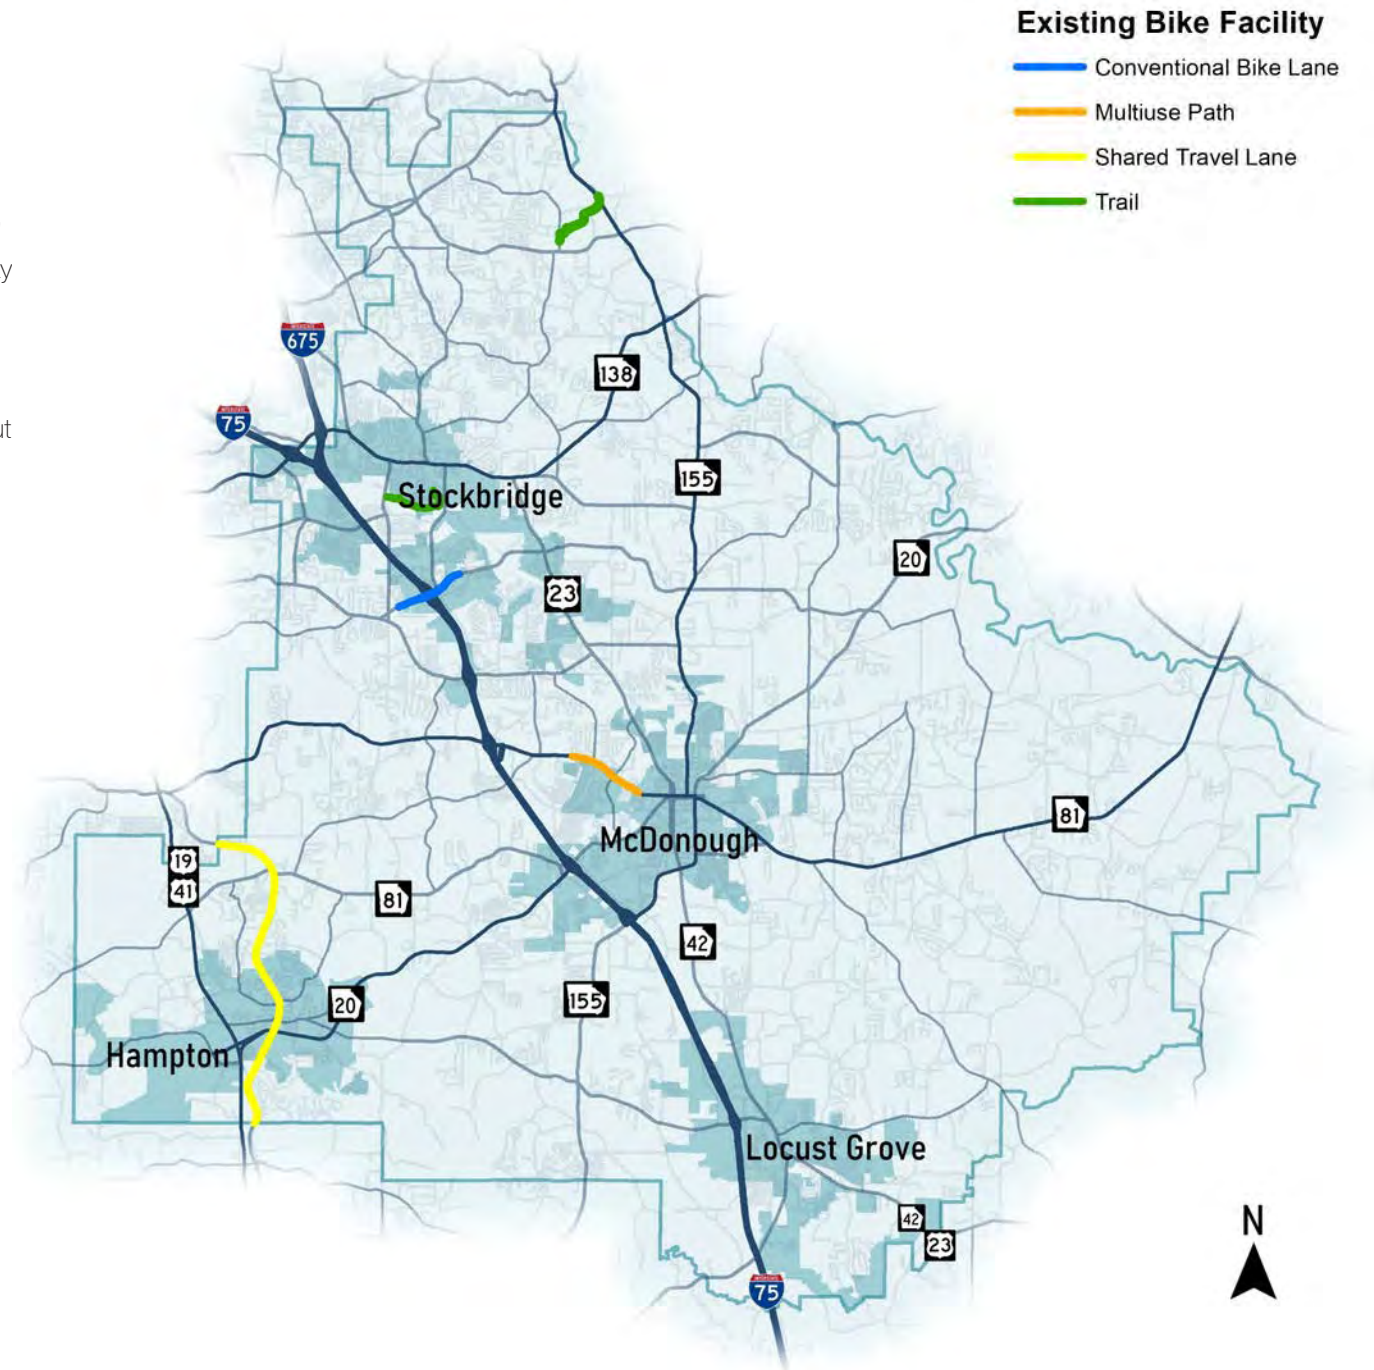 Existing Bike Facility
Conventional Bike Lane
Multiuse Path
Shared Travel Lane
Trail
y
ut
675
75
138
155
Stockbridge
20
23
McDonough
81
19
41
81
42
20
155
Hampton
Locust Grove
42
23
N
75